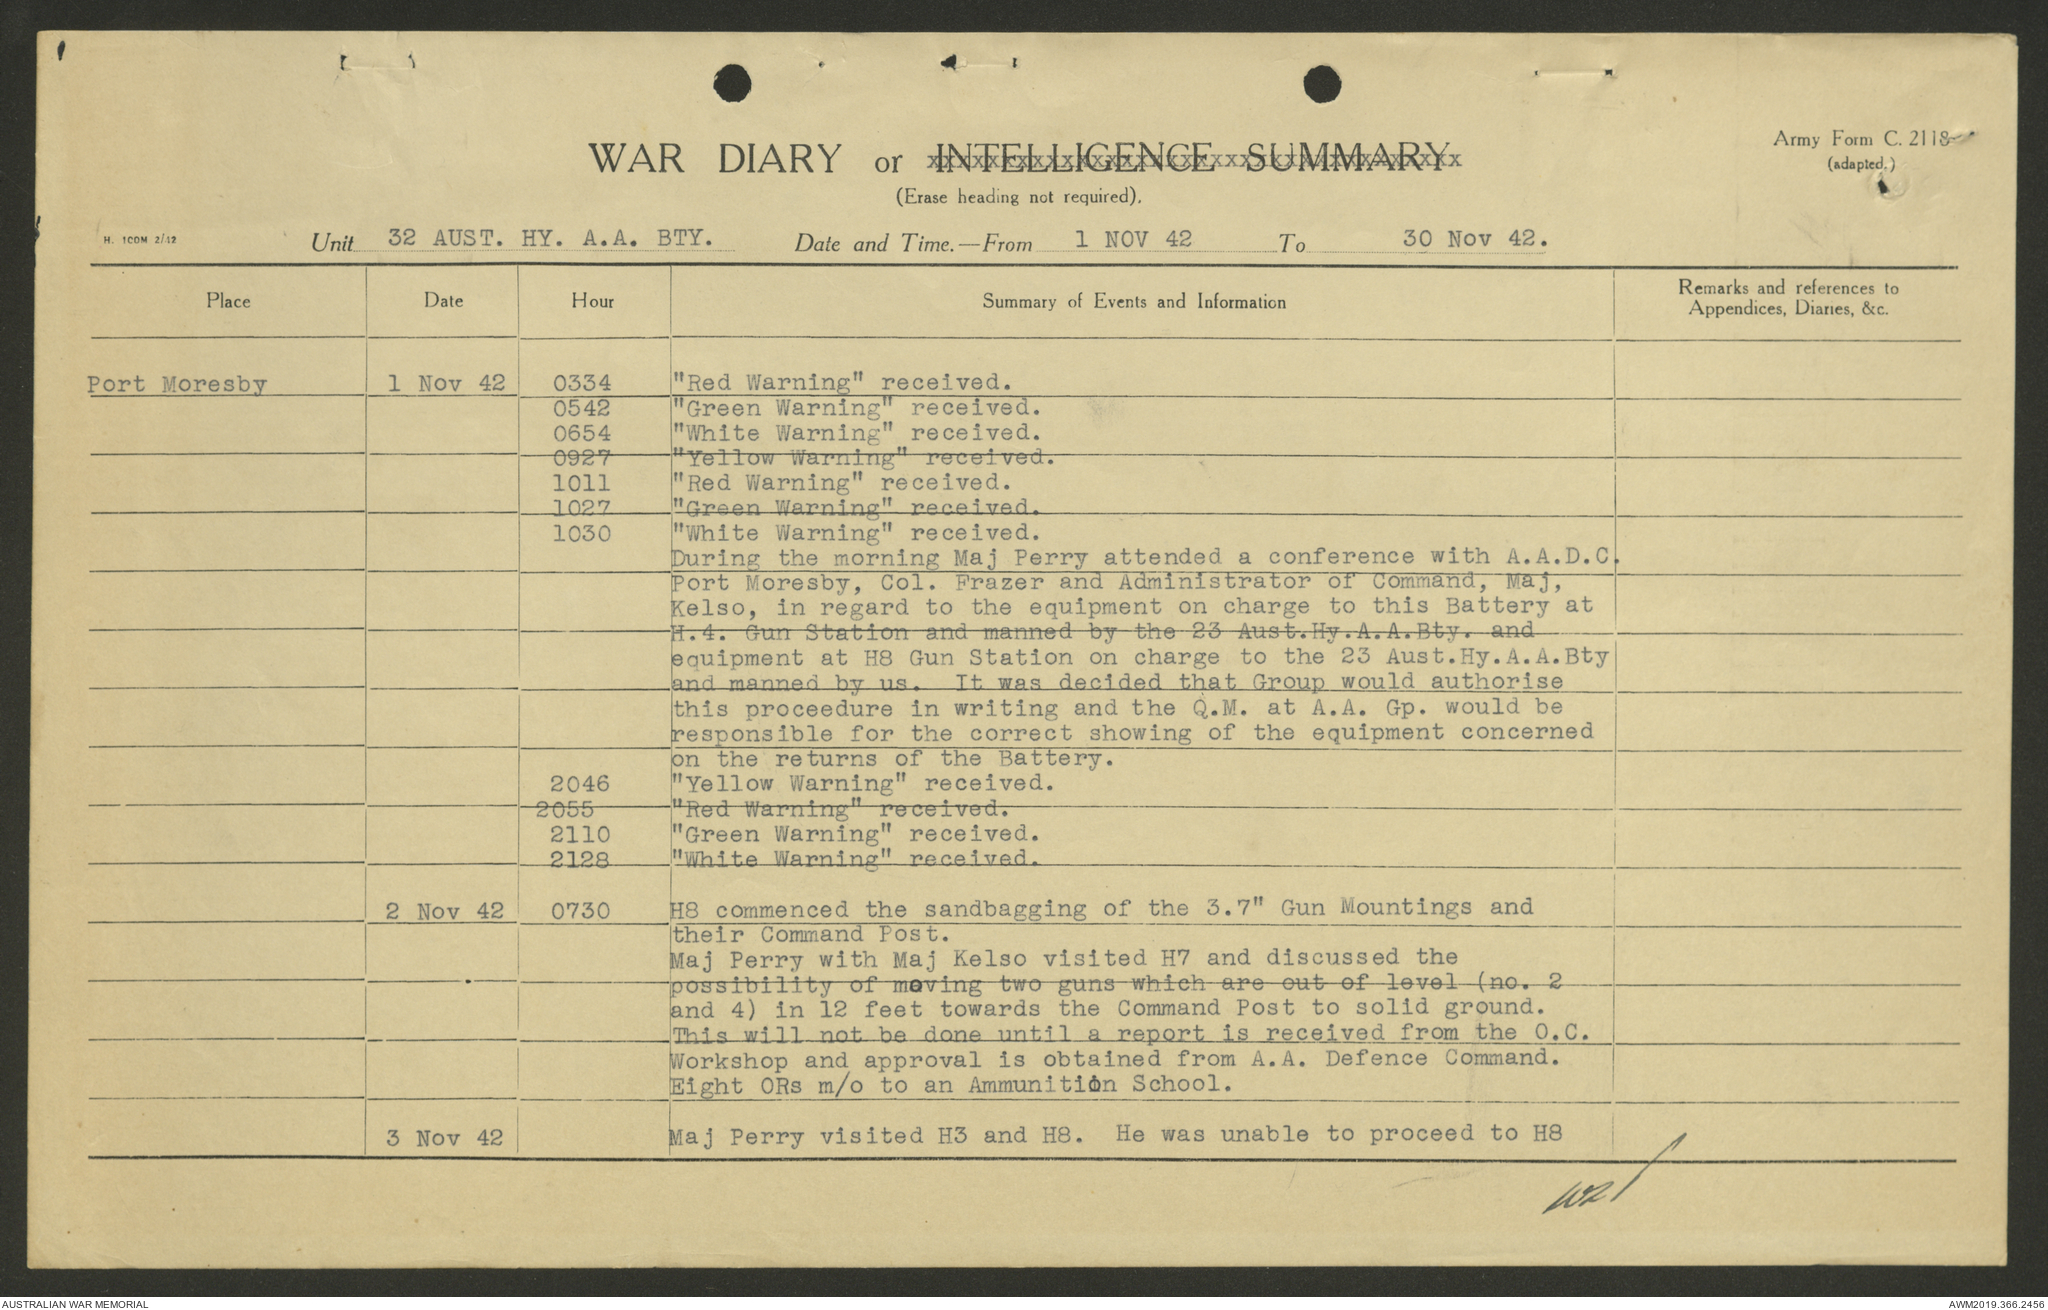 WAR DIARY or INTELLIGENCE SUMMARY
(Erase heading not required).
Army Form C. 2118
(adapted.)
H. 1COM 2/42
Unit 32 AUST. HY. A.A. BTY. Date and Time.—From 1 NOV 42 To 30 Nov 42.
Place Date Hour Summary of Events and Information Remarks and references to Appendices, Diaries, &c.
Port Moresby 1 Nov 42 0334 "Red Warning" received.
0542 "Green Warning" received.
0654 "White Warning" received.
0927 "Yellow Warning" received.
1011 "Red Warning" received.
1027 "Green Warning" received.
1030 "White Warning" received.
During the morning Maj Perry attended a conference with A.A.D.C.
Port Moresby, Col. Frazer and Administrator of Command, Maj,
Kelso, in regard to the equipment on charge to this Battery at
H.4. Gun Station and manned by the 23 Aust.Hy.A.A.Bty. and
equipment at H8 Gun Station on charge to the 23 Aust.Hy.A.A.Bty
and manned by us. It was decided that Group would authorise
this proceedure in writing and the Q.M. at A.A. Gp. would be
responsible for the correct showing of the equipment concerned
on the returns of the Battery.
2046 "Yellow Warning" received.
2055 "Red Warning" received.
2110 "Green Warning" received.
2128 "White Warning" received.
2 Nov 42 0730 H8 commenced the sandbagging of the 3.7" Gun Mountings and
their Command Post.
Maj Perry with Maj Kelso visited H7 and discussed the
possibility of moving two guns which are out of level (no. 2
and 4) in 12 feet towards the Command Post to solid ground.
This will not be done until a report is received from the O.C.
Workshop and approval is obtained from A.A. Defence Command.
Eight ORs m/o to an Ammunition School.
3 Nov 42 Maj Perry visited H3 and H8. He was unable to proceed to H8
AUSTRALIAN WAR MEMORIAL
AWM2019.366.2456